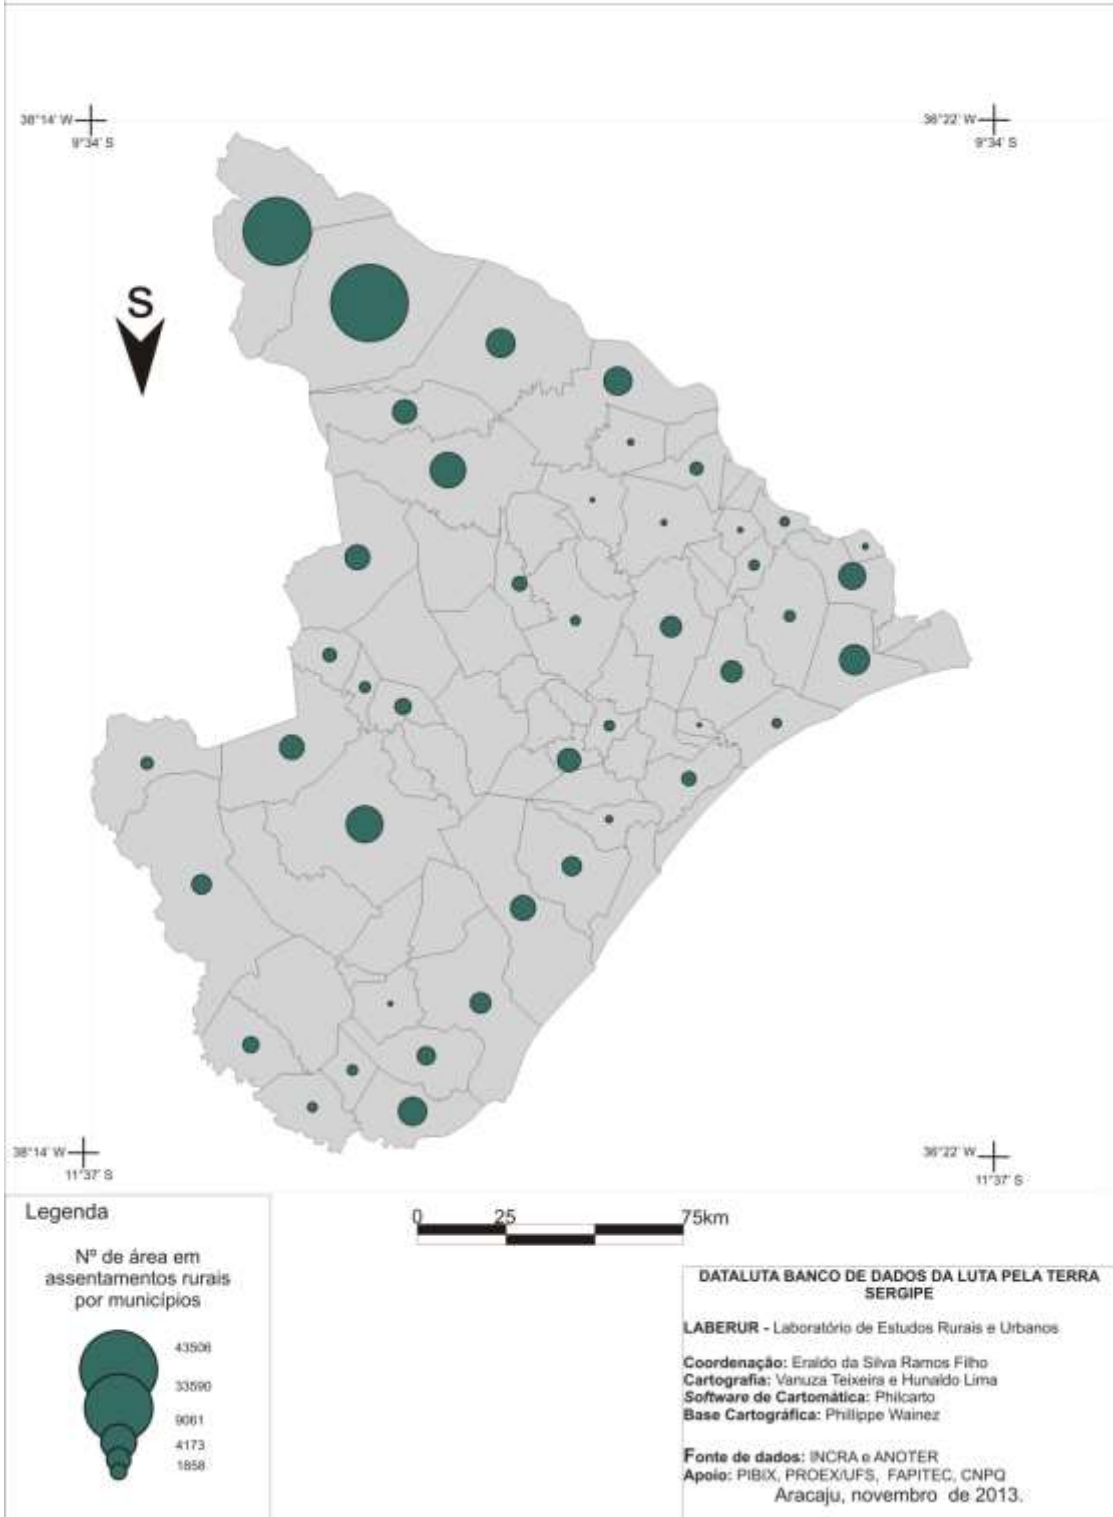 38°14' W
9°34' S
36°22' W
9°34' S
S
38°14' W
11°37' S
36°22' W
11°37' S
Legenda
Nº de área em
assentamentos rurais
por municípios
43506
33590
9061
4173
1858
0 25 75km
DATALUTA BANCO DE DADOS DA LUTA PELA TERRA
SERGIPE
LABERUR - Laboratório de Estudos Rurais e Urbanos
Coordenação: Eraldo da Silva Ramos Filho
Cartografia: Vanuza Teixeira e Hunaldo Lima
Software de Cartomática: Philcarto
Base Cartográfica: Phillippe Wainez
Fonte de dados: INCRA e ANOTER
Apoio: PIBIX, PROEX/UFS, FAPITEC, CNPQ
Aracaju, novembro de 2013.